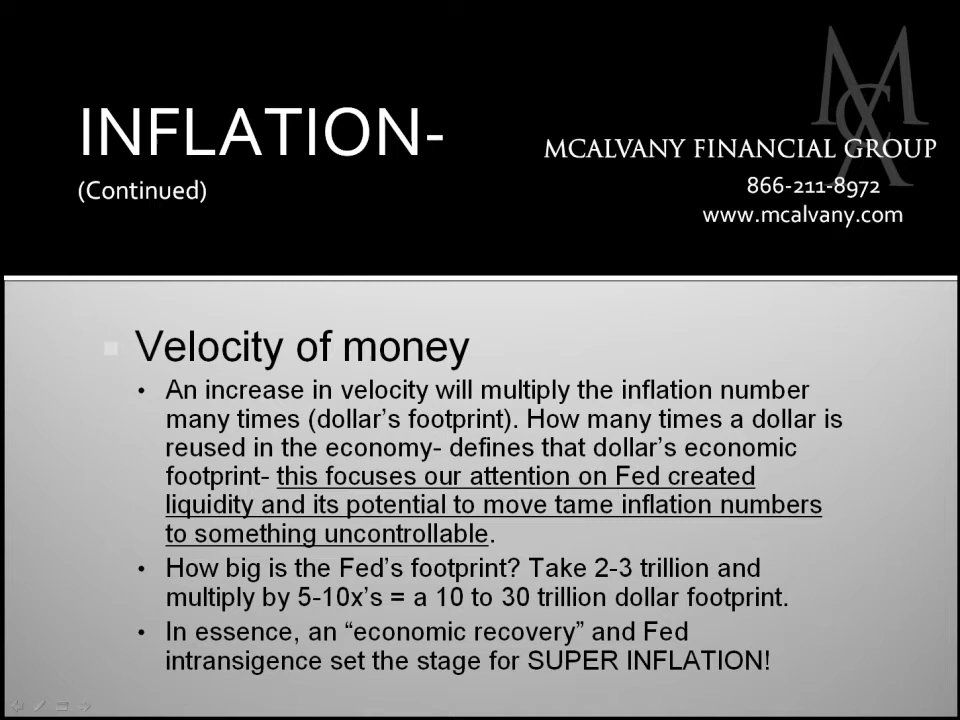 INFLATION-
(Continued)
MCALVANY FINANCIAL GROUP
866-211-8972
www.mcalvany.com
Velocity of money
• An increase in velocity will multiply the inflation number
many times (dollar’s footprint). How many times a dollar is
reused in the economy- defines that dollar’s economic
footprint- this focuses our attention on Fed created
liquidity and its potential to move tame inflation numbers
to something uncontrollable.
• How big is the Fed’s footprint? Take 2-3 trillion and
multiply by 5-10x’s = a 10 to 30 trillion dollar footprint.
• In essence, an “economic recovery” and Fed
intransigence set the stage for SUPER INFLATION!